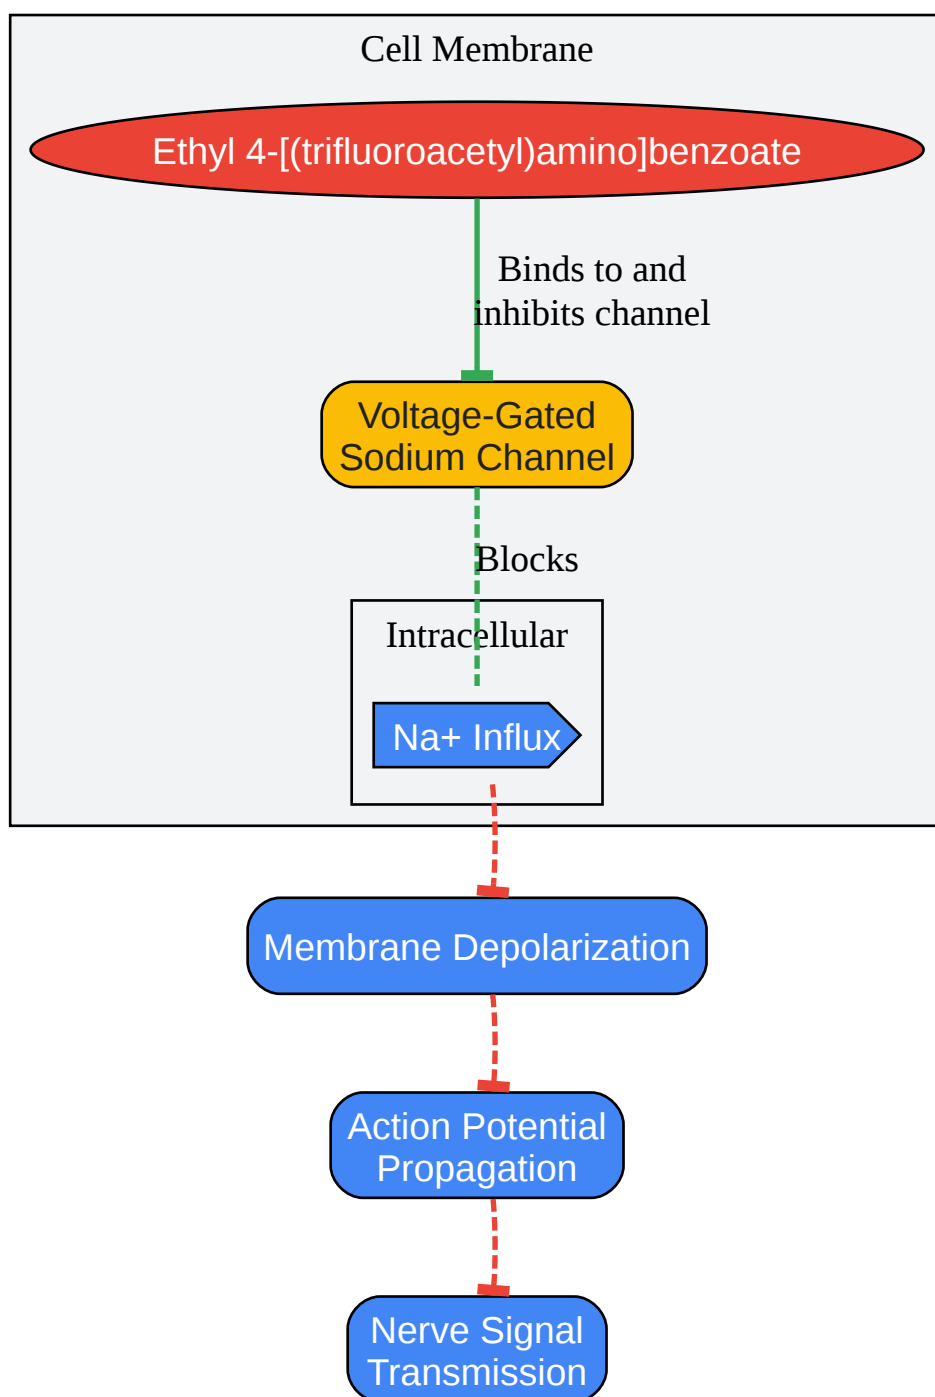 Cell Membrane
Ethyl 4-[(trifluoroacetyl)amino]benzoate
Binds to and
inhibits channel
Voltage-Gated
Sodium Channel
Blocks
Intracellular
Na+ Influx
Membrane Depolarization
Action Potential
Propagation
Nerve Signal
Transmission